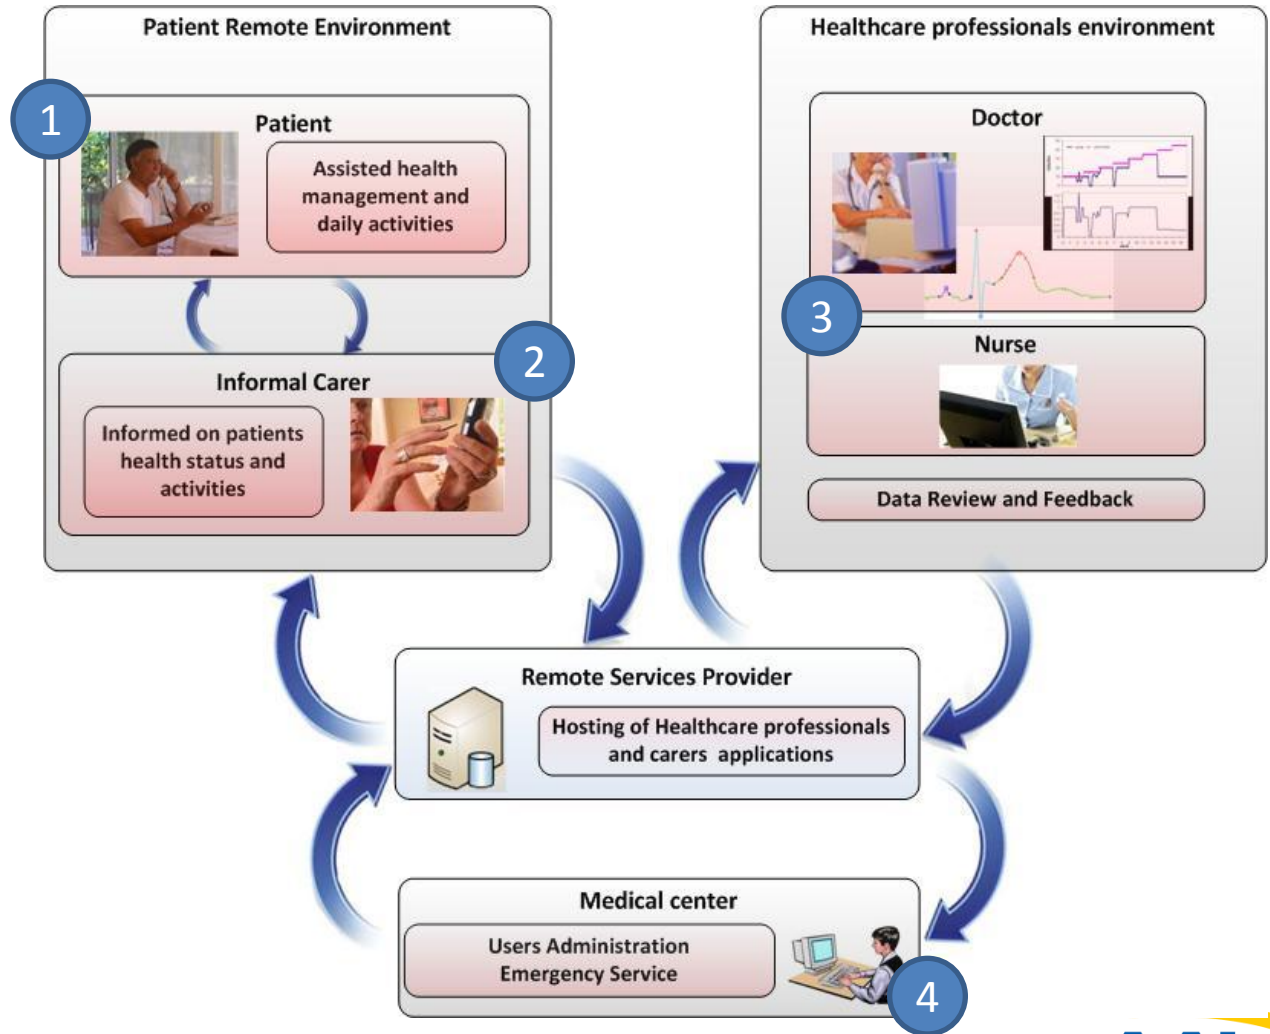 Patient Remote Environment
1
Patient
Assisted health
management and
daily activities
2
Informal Carer
Informed on patients
health status and
activities
Healthcare professionals environment
Doctor
3
Nurse
Data Review and Feedback
Remote Services Provider
Hosting of Healthcare professionals
and carers applications
Medical center
Users Administration
Emergency Service
4